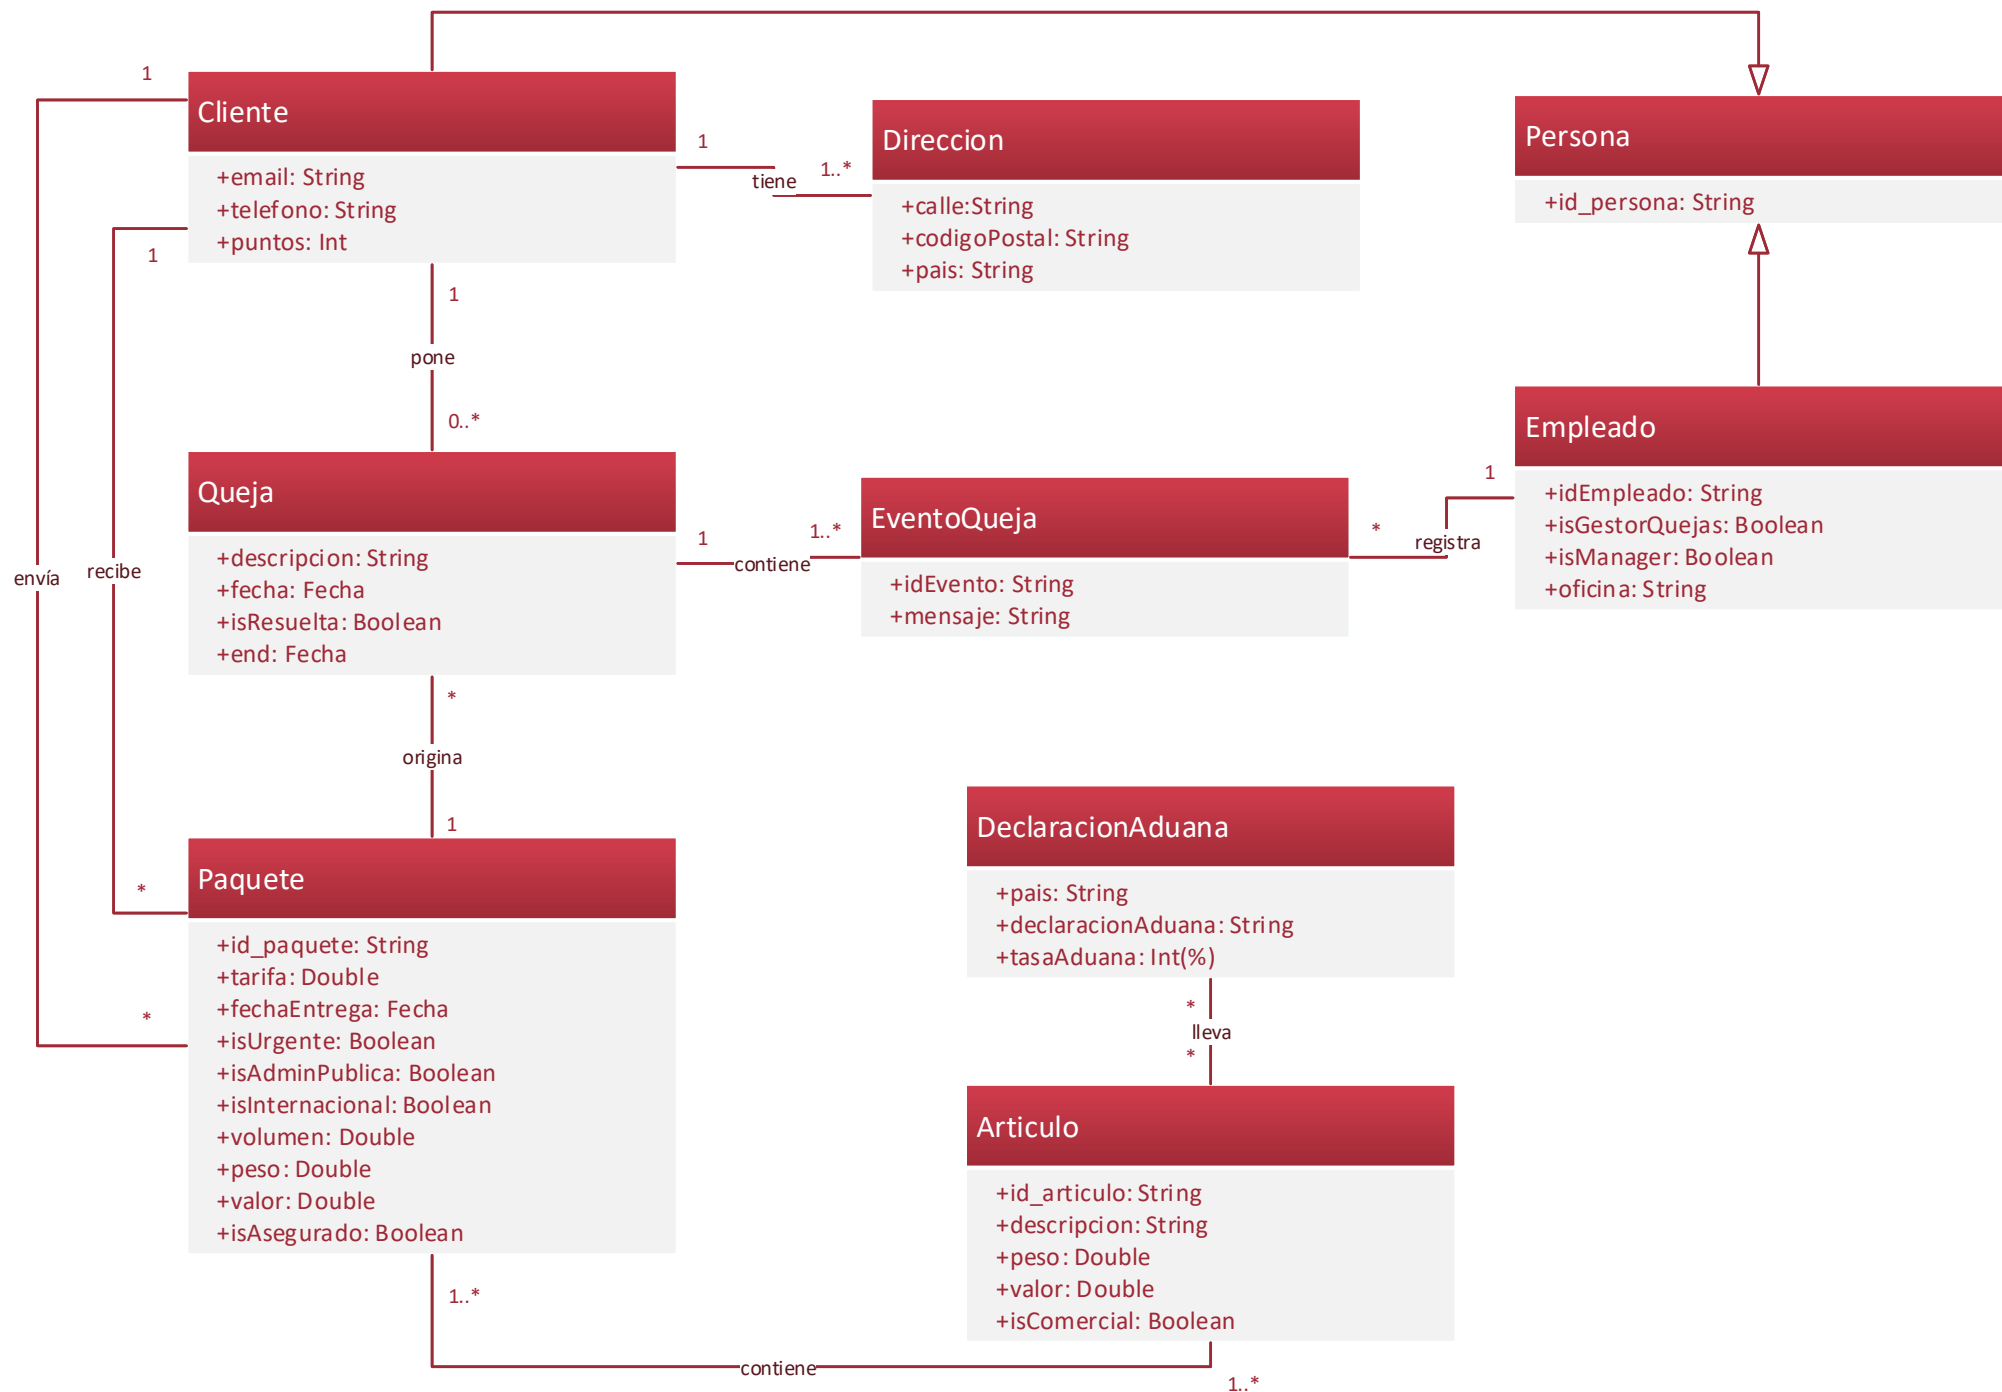 1
Cliente
+email: String
+telefono: String
+puntos: Int
1
1
tiene
1..*
Direccion
+calle:String
+codigoPostal: String
+pais: String
Persona
+id_persona: String
1
pone
0..*
envía
recibe
Queja
+descripcion: String
+fecha: Fecha
+isResuelta: Boolean
+end: Fecha
1
contiene
1..*
EventoQueja
+idEvento: String
+mensaje: String
*
registra
1
Empleado
+idEmpleado: String
+isGestorQuejas: Boolean
+isManager: Boolean
+oficina: String
*
origina
1
*
*
Paquete
+id_paquete: String
+tarifa: Double
+fechaEntrega: Fecha
+isUrgente: Boolean
+isAdminPublica: Boolean
+isInternacional: Boolean
+volumen: Double
+peso: Double
+valor: Double
+isAsegurado: Boolean
DeclaracionAduana
+pais: String
+declaracionAduana: String
+tasaAduana: Int(%)
*
lleva
*
Articulo
+id_articulo: String
+descripcion: String
+peso: Double
+valor: Double
+isComercial: Boolean
1..*
contiene
1..*